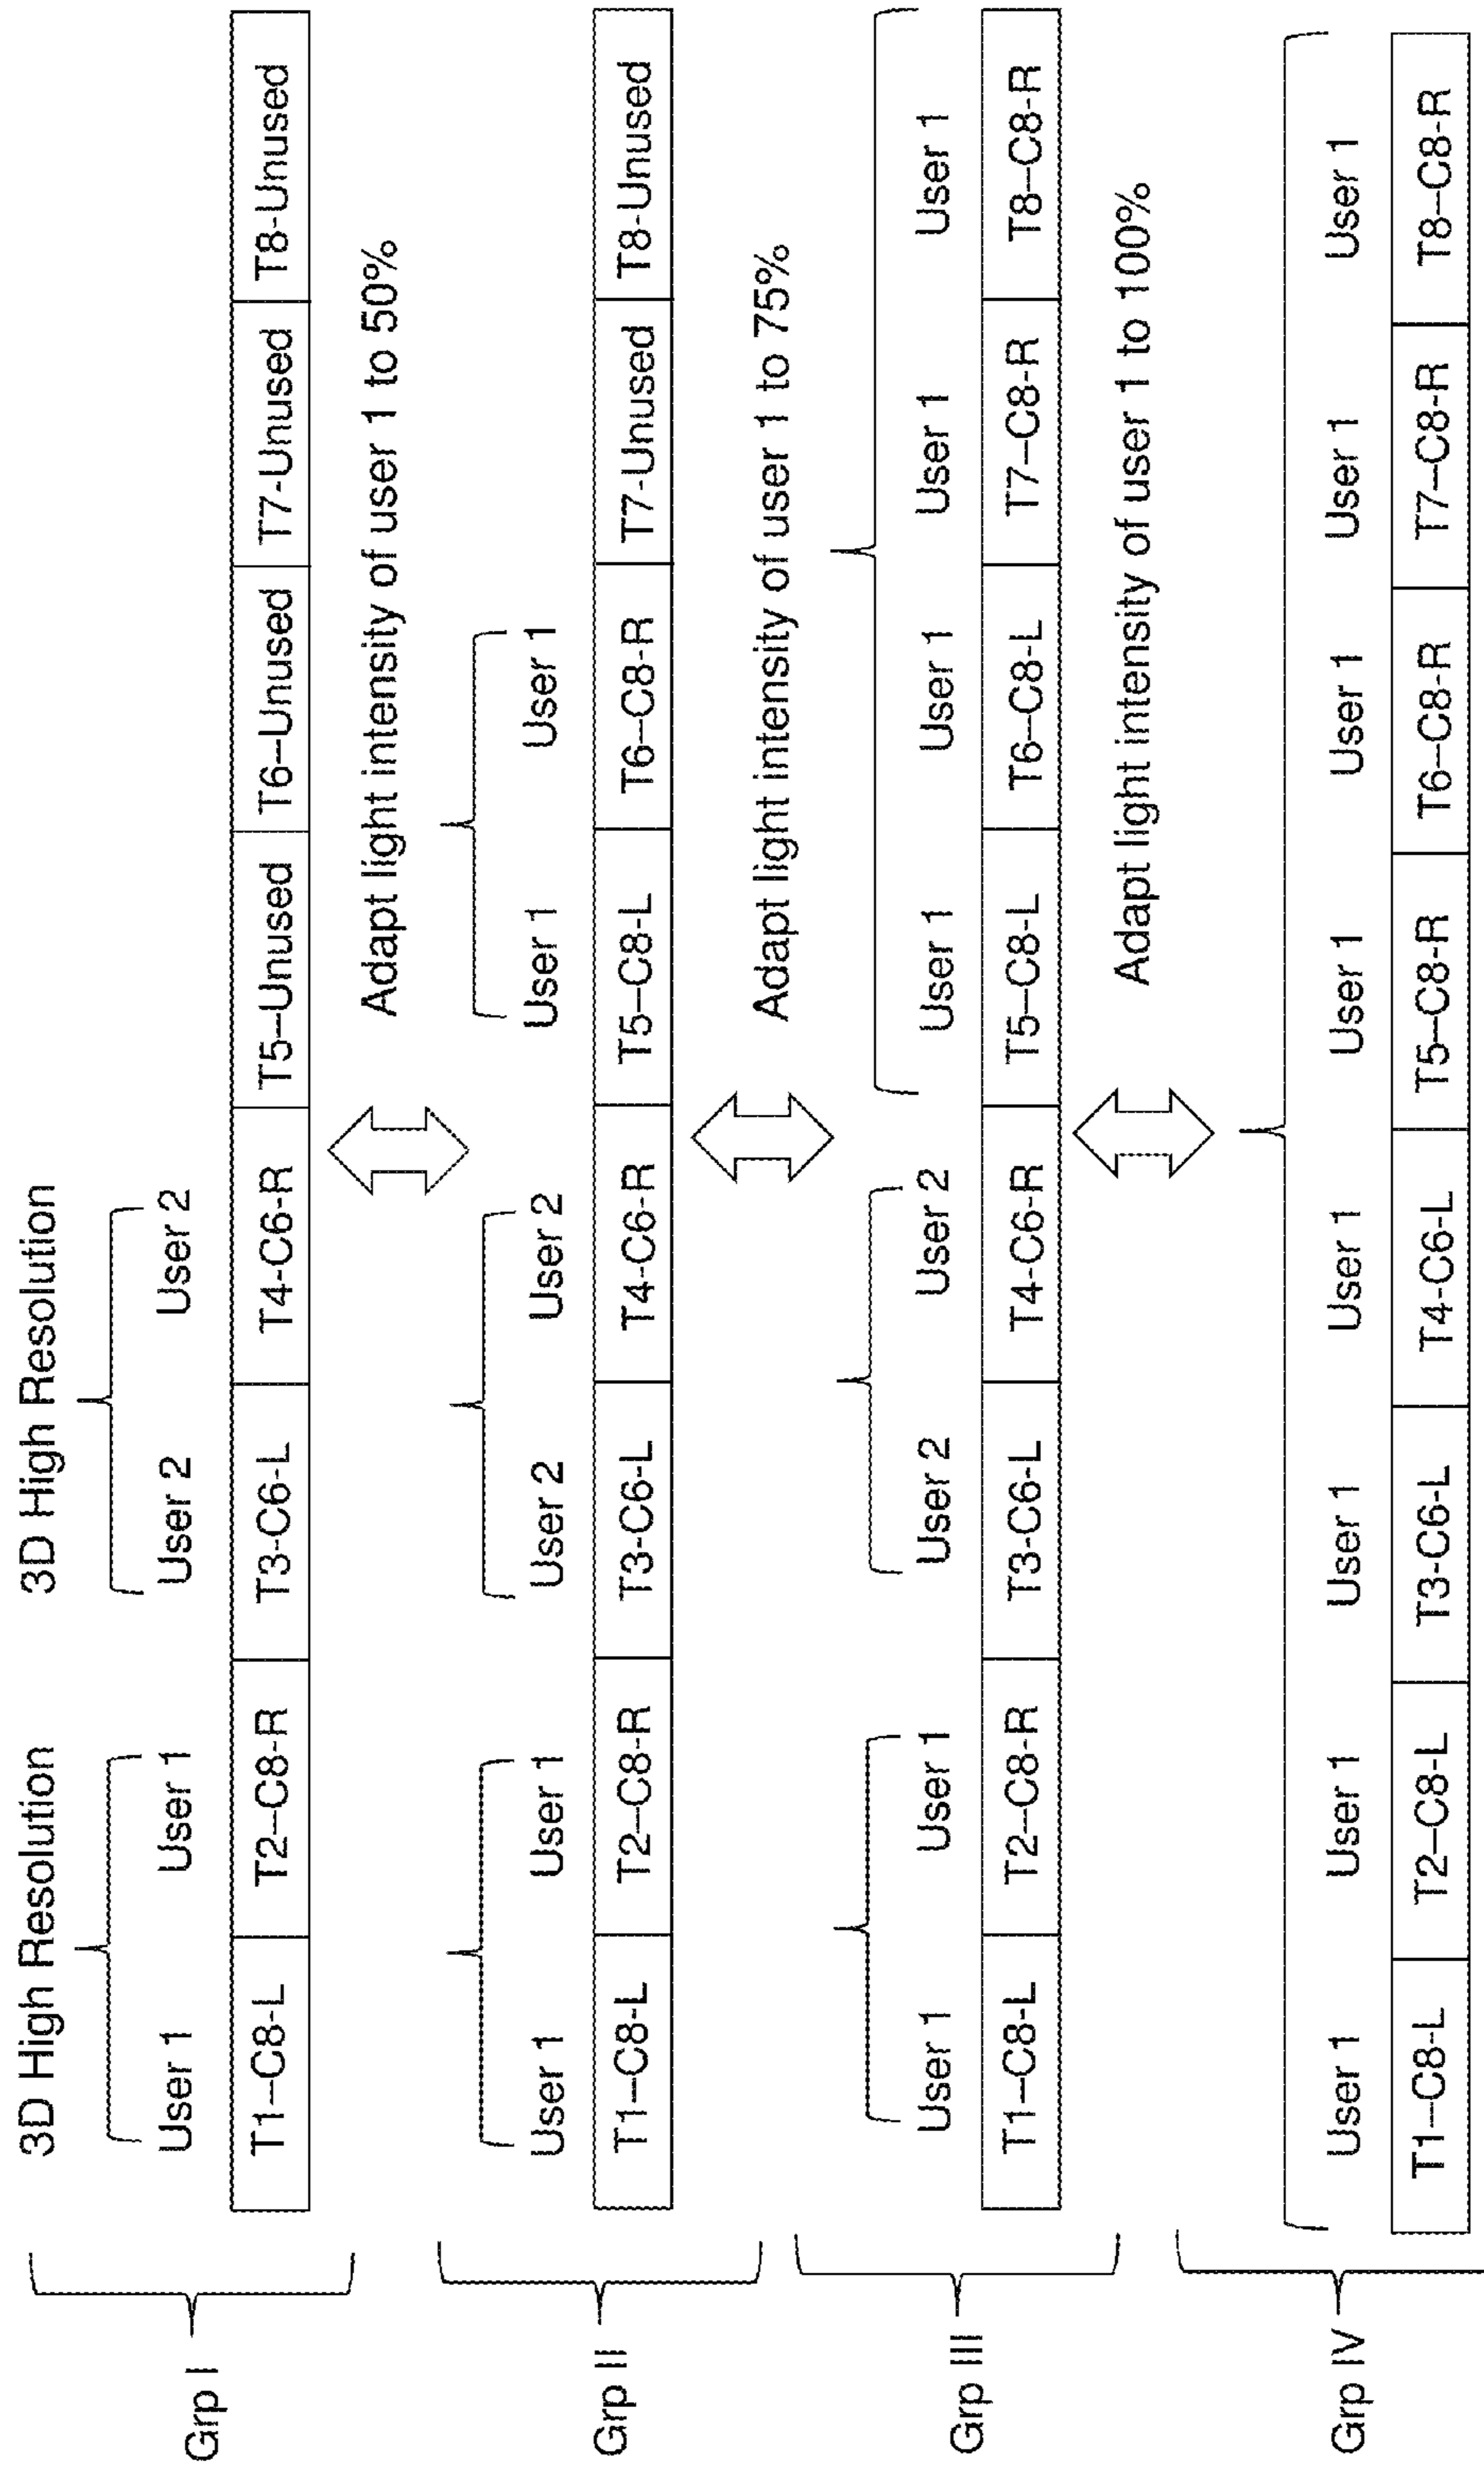 3D High Resolution 3D High Resolution
User 1 User 1 User 2 User 2
Grp I
T1–C8-L T2–C8-R T3-C6-L T4-C6-R T5–Unused T6–Unused T7-Unused T8-Unused
Adapt light intensity of user 1 to 50%
User 1 User 1 User 2 User 2 User 1 User 1
Grp II
T1–C8-L T2–C8-R T3-C6-L T4-C6-R T5–C8-L T6–C8-R T7-Unused T8-Unused
Adapt light intensity of user 1 to 75%
User 1 User 1 User 2 User 2 User 1 User 1 User 1 User 1
Grp III
T1–C8-L T2–C8-R T3-C6-L T4-C6-R T5–C8-L T6–C8-L T7–C8-R T8–C8-R
Adapt light intensity of user 1 to 100%
User 1 User 1 User 1 User 1 User 1 User 1 User 1 User 1
Grp IV
T1–C8-L T2–C8-L T3-C6-L T4-C6-L T5–C8-R T6–C8-R T7–C8-R T8–C8-R